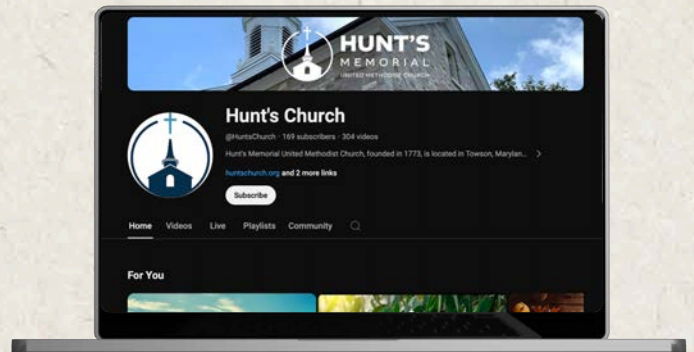 HUNT'S
MEMORIAL
UNITED METHODIST CHURCH
Hunt's Church
@HuntsChurch · 169 subscribers · 304 videos
Hunt's Memorial United Methodist Church, founded in 1773, is located in Towson, Marylan...
huntschurch.org and 2 more links
Subscribe
Home Videos Live Playlists Community
For You